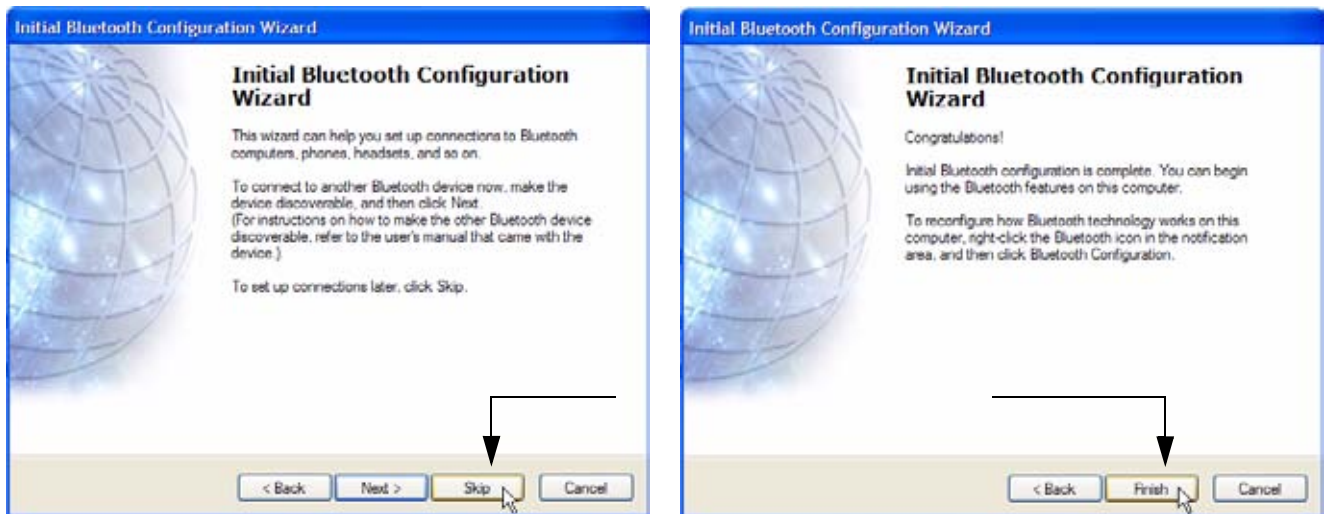 Initial Bluetooth Configuration Wizard
Initial Bluetooth Configuration
Wizard
This wizard can help you set up connections to Bluetooth
computers, phones, headsets, and so on.
To connect to another Bluetooth device now, make the
device discoverable, and then click Next.
(For instructions on how to make the other Bluetooth device
discoverable, refer to the user's manual that came with the
device.)
To set up connections later, click Skip.
< Back
Next >
Skip
Cancel
Initial Bluetooth Configuration Wizard
Initial Bluetooth Configuration
Wizard
Congratulations!
Initial Bluetooth configuration is complete. You can begin
using the Bluetooth features on this computer.
To reconfigure how Bluetooth technology works on this
computer, right-click the Bluetooth icon in the notification
area, and then click Bluetooth Configuration.
< Back
Finish
Cancel